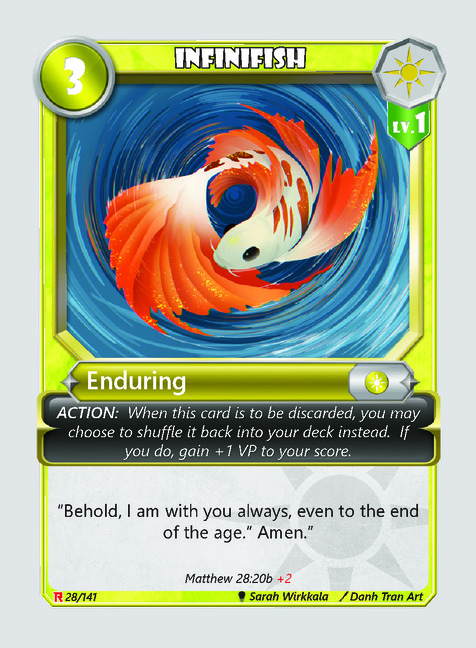 3
INFINIFISH
LV.1
Enduring
ACTION: When this card is to be discarded, you may
choose to shuffle it back into your deck instead. If
you do, gain +1 VP to your score.
"Behold, I am with you always, even to the end
of the age." Amen."
Matthew 28:20b +2
R 28/141
Sarah Wirkkala
Danh Tran Art